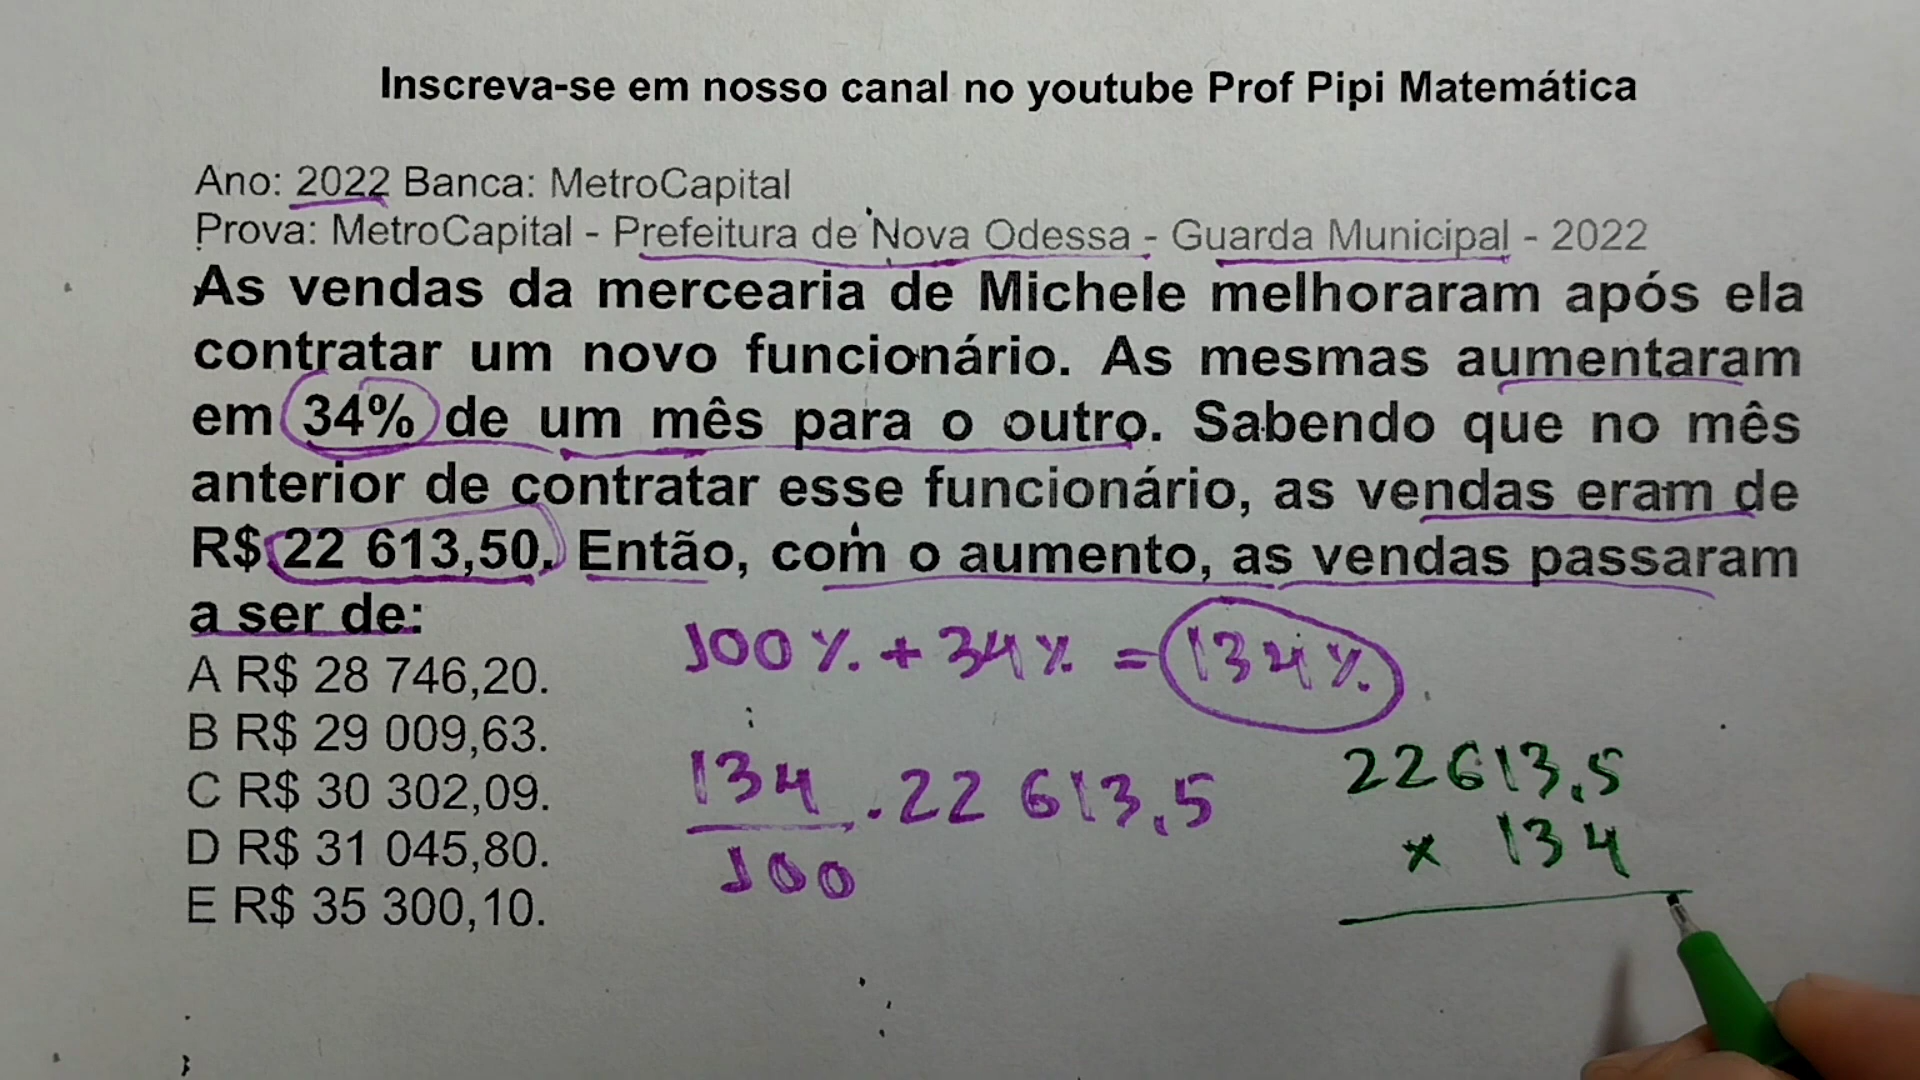 Inscreva-se em nosso canal no youtube Prof Pipi Matemática
Ano: 2022 Banca: MetroCapital
Prova: MetroCapital - Prefeitura de Nova Odessa - Guarda Municipal - 2022
As vendas da mercearia de Michele melhoraram após ela
contratar um novo funcionário. As mesmas aumentaram
em 34% de um mês para o outro. Sabendo que no mês
anterior de contratar esse funcionário, as vendas eram de
R$ 22 613,50. Então, com o aumento, as vendas passaram
a ser de:
A R$ 28 746,20.
B R$ 29 009,63.
C R$ 30 302,09.
D R$ 31 045,80.
E R$ 35 300,10.
100% + 34% = 134%
134
100
. 22 613,5
22613,5
x 134